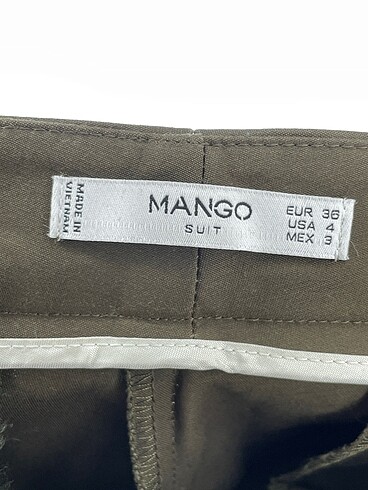 MADE IN
VIETNAM
MANGO
SUIT
EUR 36
USA 4
MEX 3